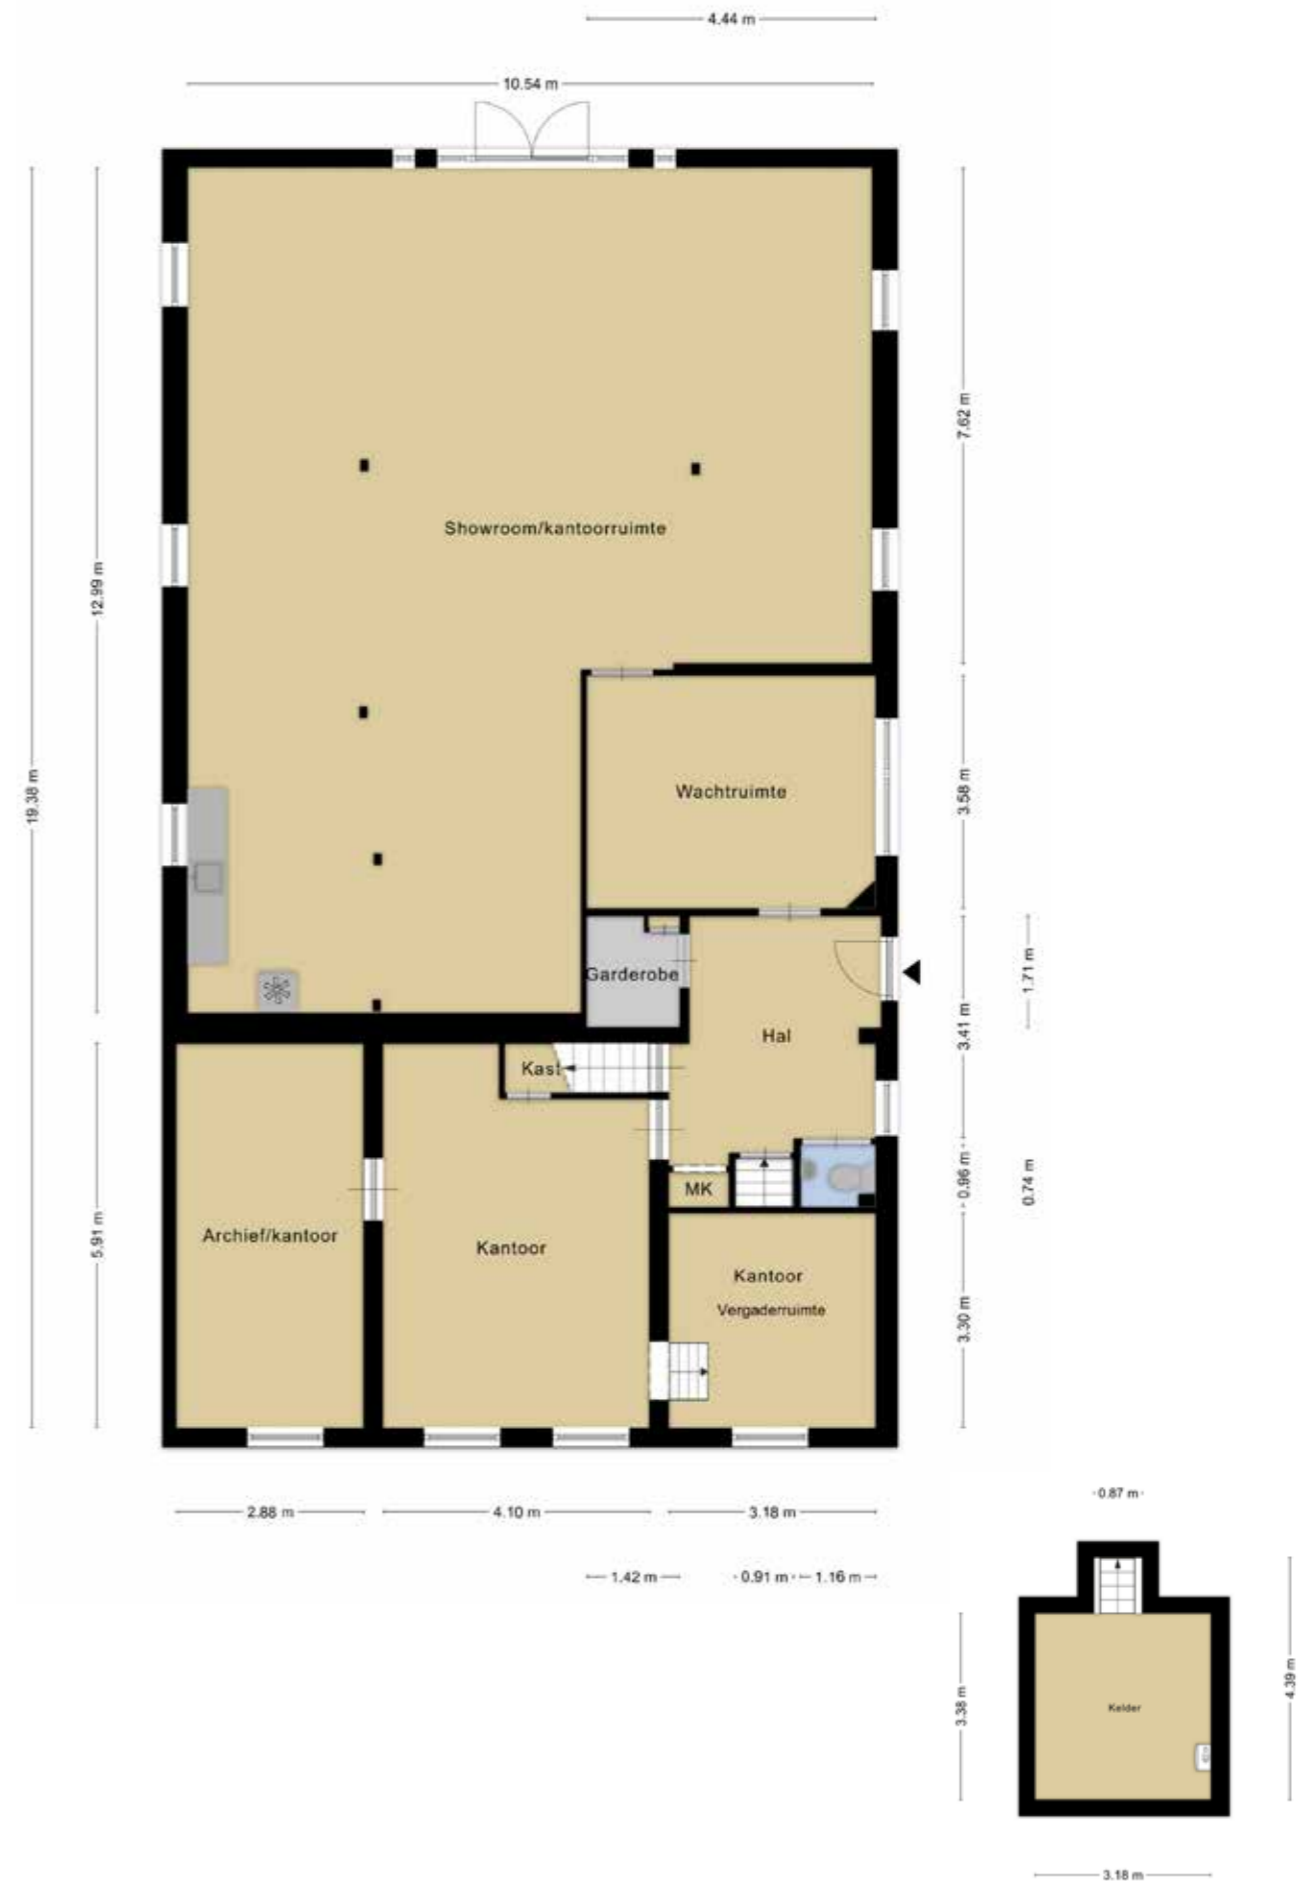 4.44 m
10.54 m
7.62 m
Showroom/kantoorruimte
12.99 m
19.38 m
Wachtruimte
3.58 m
Garderobe
1.71 m
3.41 m
Hal
Kast
0.96 m
0.74 m
MK
5.91 m
Archief/kantoor
Kantoor
Kantoor
Vergaderruimte
3.30 m
2.88 m
4.10 m
3.18 m
1.42 m
0.91 m
1.16 m
0.87 m
3.38 m
4.39 m
Kelder
3.18 m